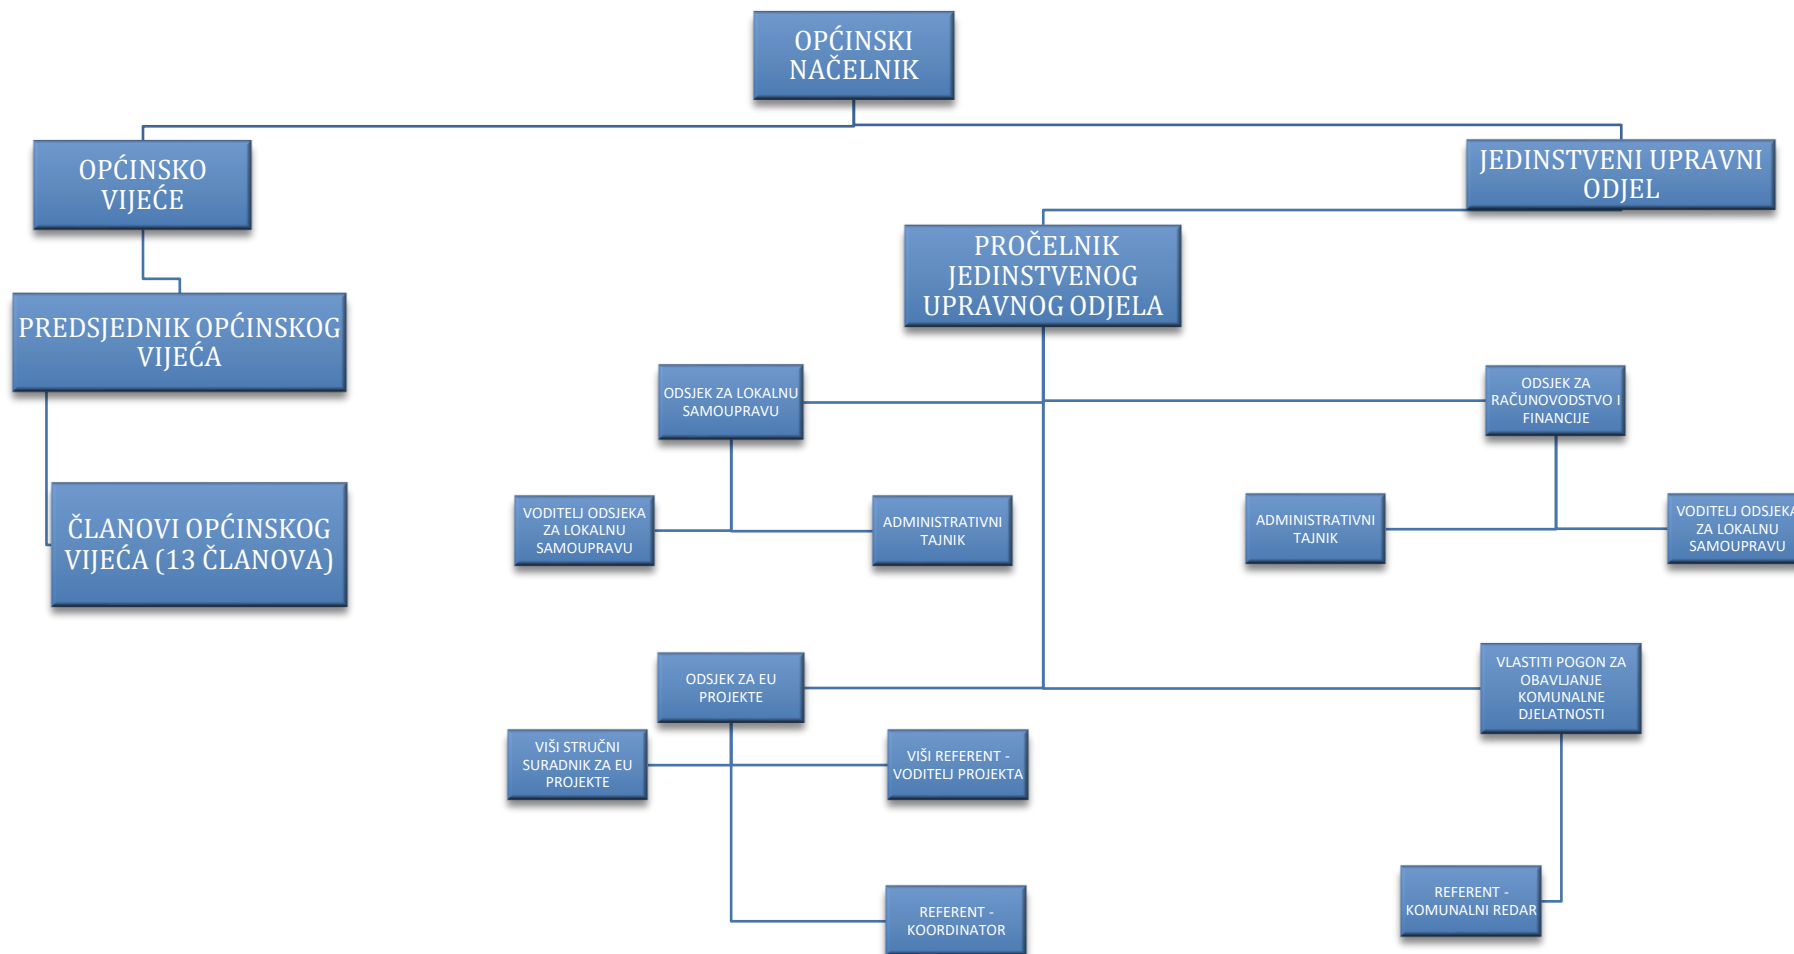 OPĆINSKI
NAČELNIK
OPĆINSKO
VIJEĆE
JEDINSTVENI UPRAVNI
ODJEL
PROČELNIK
JEDINSTVENOG
UPRAVNOG ODJELA
PREDSJEDNIK OPĆINSKOG
VIJEĆA
ČLANOVI OPĆINSKOG
VIJEĆA (13 ČLANOVA)
ODSJEK ZA LOKALNU
SAMOUPRAVU
ODSJEK ZA
RAČUNOVODSTVO I
FINANCIJE
VODITELJ ODSJEKA
ZA LOKALNU
SAMOUPRAVU
ADMINISTRATIVNI
TAJNIK
ADMINISTRATIVNI
TAJNIK
VODITELJ ODSJEKA
ZA LOKALNU
SAMOUPRAVU
ODSJEK ZA EU
PROJEKTE
VLASTITI POGON ZA
OBAVLJANJE
KOMUNALNE
DJELATNOSTI
VIŠI STRUČNI
SURADNIK ZA EU
PROJEKTE
VIŠI REFERENT -
VODITELJ PROJEKTA
REFERENT -
KOORDINATOR
REFERENT -
KOMUNALNI REDAR